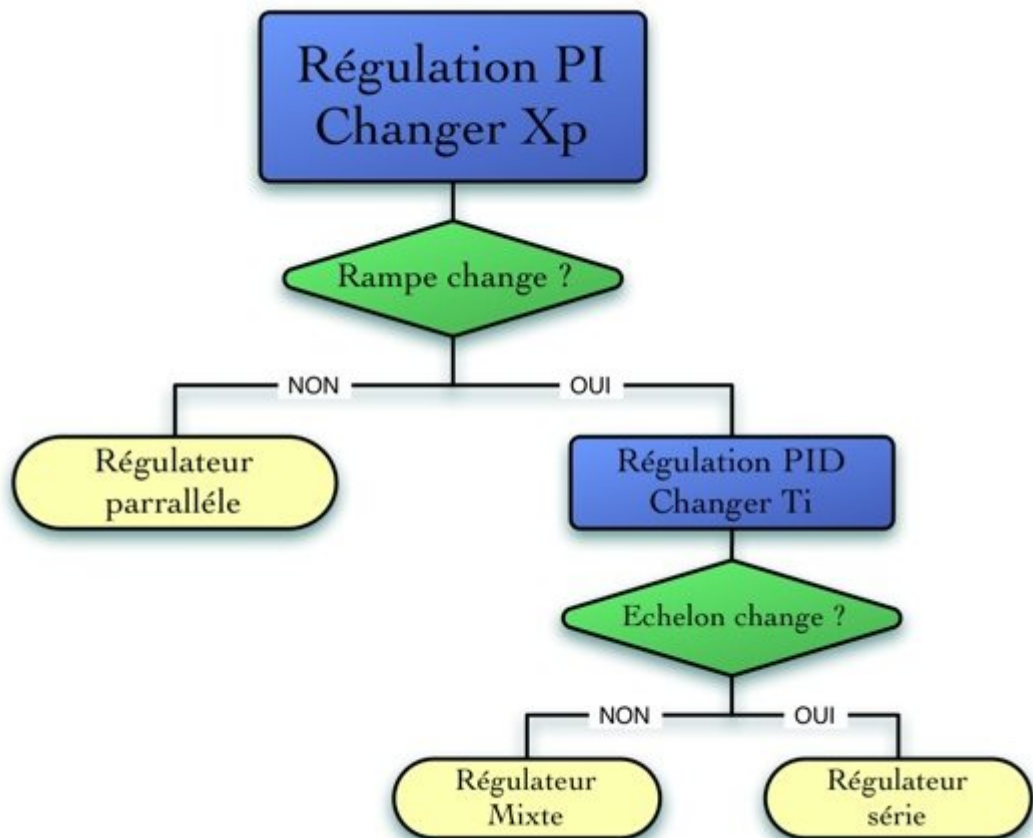 Régulation PI
Changer Xp
Rampe change ?
NON
OUI
Régulateur
parralléle
Régulation PID
Changer Ti
Echelon change ?
NON
OUI
Régulateur
Mixte
Régulateur
série